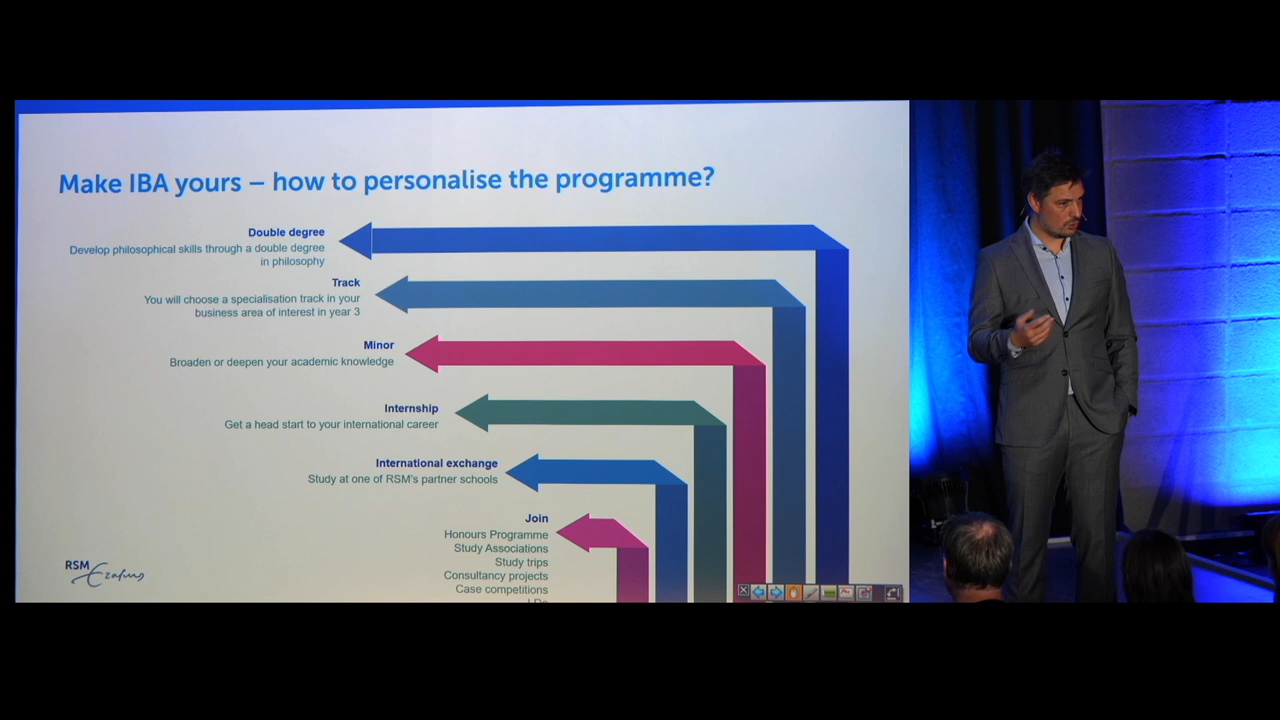 Make IBA yours – how to personalise the programme?
Double degree
Develop philosophical skills through a double degree
in philosophy
Track
You will choose a specialisation track in your
business area of interest in year 3
Minor
Broaden or deepen your academic knowledge
Internship
Get a head start to your international career
International exchange
Study at one of RSM's partner schools
Join
Honours Programme
Study Associations
Study trips
Consultancy projects
Case competitions
RSM
Erasmus